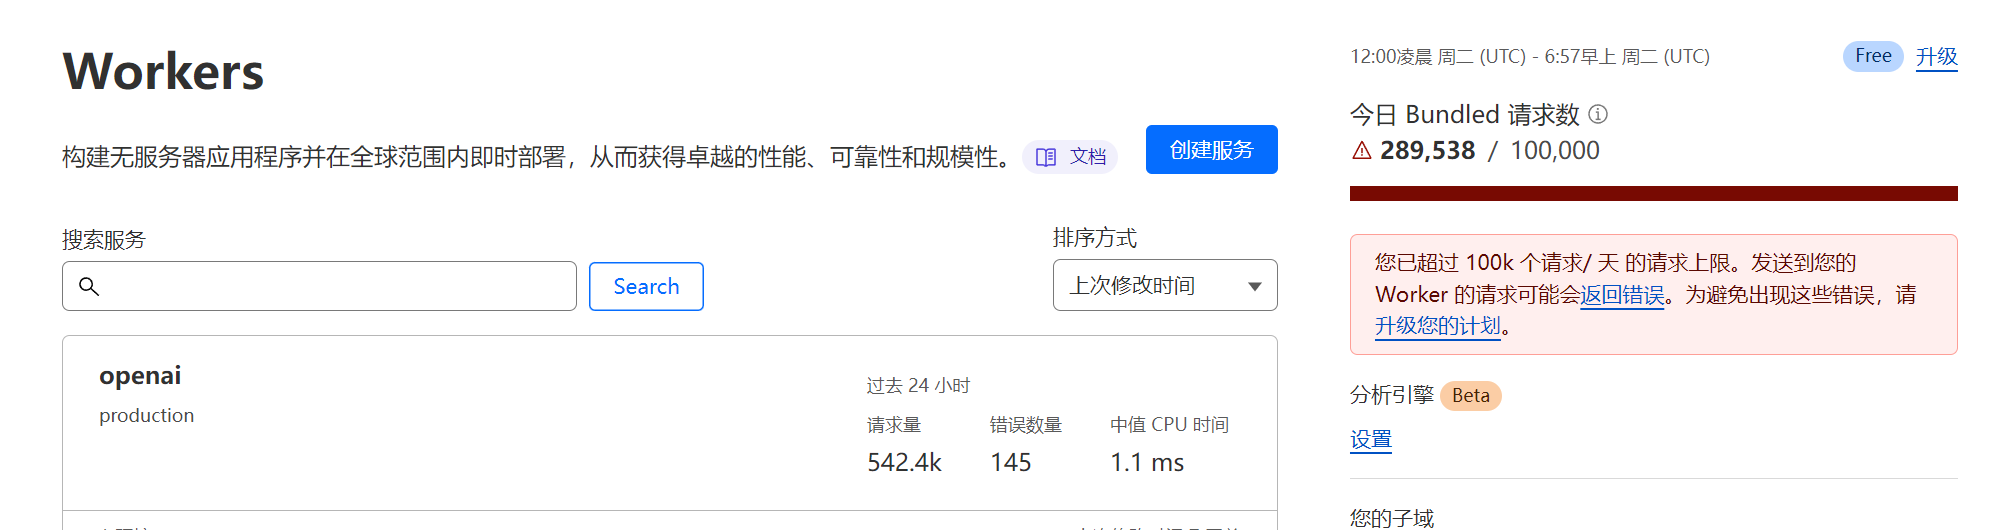 Workers
构建无服务器应用程序并在全球范围内即时部署，从而获得卓越的性能、可靠性和规模性。 文档
创建服务
搜索服务
Search
排序方式
上次修改时间
openai
production
过去 24 小时
请求量 错误数量 中值 CPU 时间
542.4k 145 1.1 ms
12:00凌晨 周二 (UTC) - 6:57早上 周二 (UTC)
Free 升级
今日 Bundled 请求数
289,538 / 100,000
您已超过 100k 个请求/ 天 的请求上限。发送到您的
Worker 的请求可能会返回错误。为避免出现这些错误，请
升级您的计划。
分析引擎 Beta
设置
您的子域